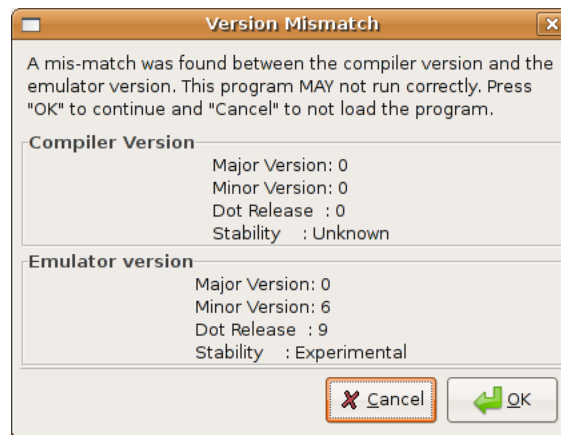 Version Mismatch
A mis-match was found between the compiler version and the
emulator version. This program MAY not run correctly. Press
"OK" to continue and "Cancel" to not load the program.
Compiler Version
Major Version: 0
Minor Version: 0
Dot Release : 0
Stability : Unknown
Emulator version
Major Version: 0
Minor Version: 6
Dot Release : 9
Stability : Experimental
Cancel
OK